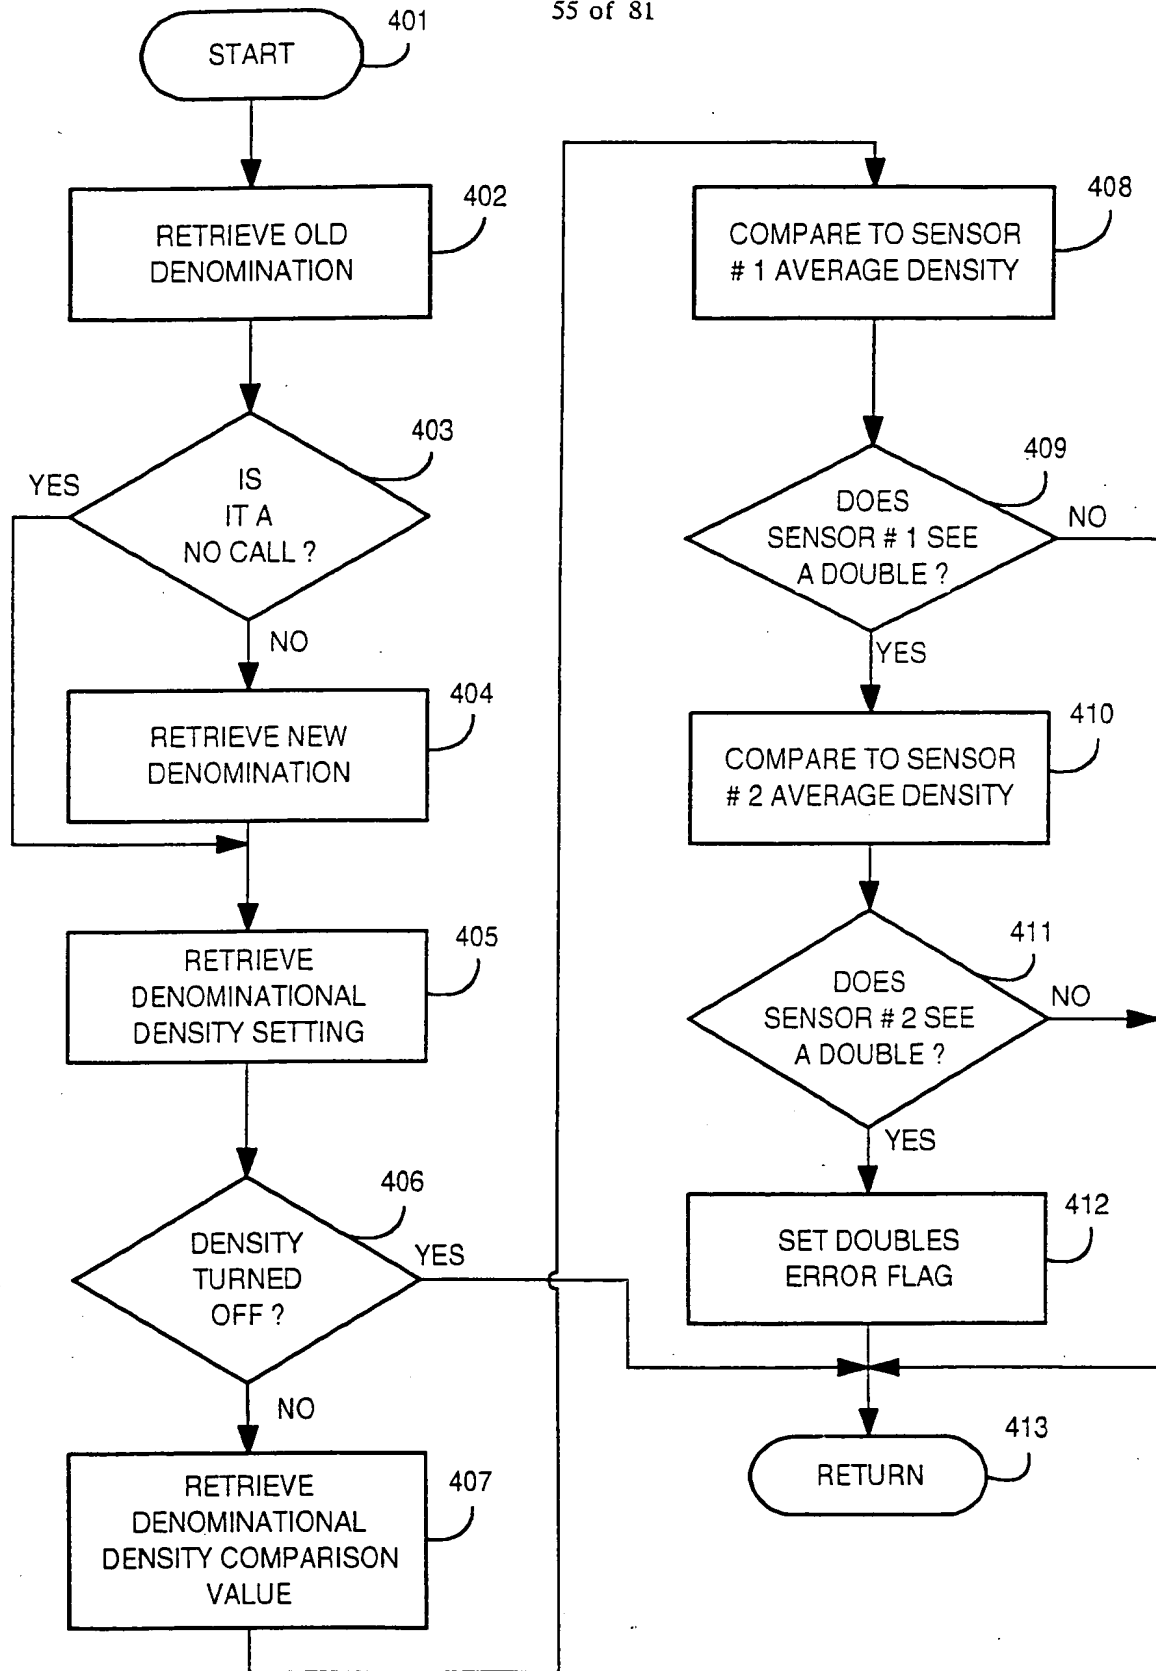 55 of 81
START
401
RETRIEVE OLD
DENOMINATION
402
IS
IT A
NO CALL ?
403
YES
NO
RETRIEVE NEW
DENOMINATION
404
RETRIEVE
DENOMINATIONAL
DENSITY SETTING
405
DENSITY
TURNED
OFF ?
406
YES
NO
RETRIEVE
DENOMINATIONAL
DENSITY COMPARISON
VALUE
407
COMPARE TO SENSOR
# 1 AVERAGE DENSITY
408
DOES
SENSOR # 1 SEE
A DOUBLE ?
409
NO
YES
COMPARE TO SENSOR
# 2 AVERAGE DENSITY
410
DOES
SENSOR # 2 SEE
A DOUBLE ?
411
NO
YES
SET DOUBLES
ERROR FLAG
412
RETURN
413